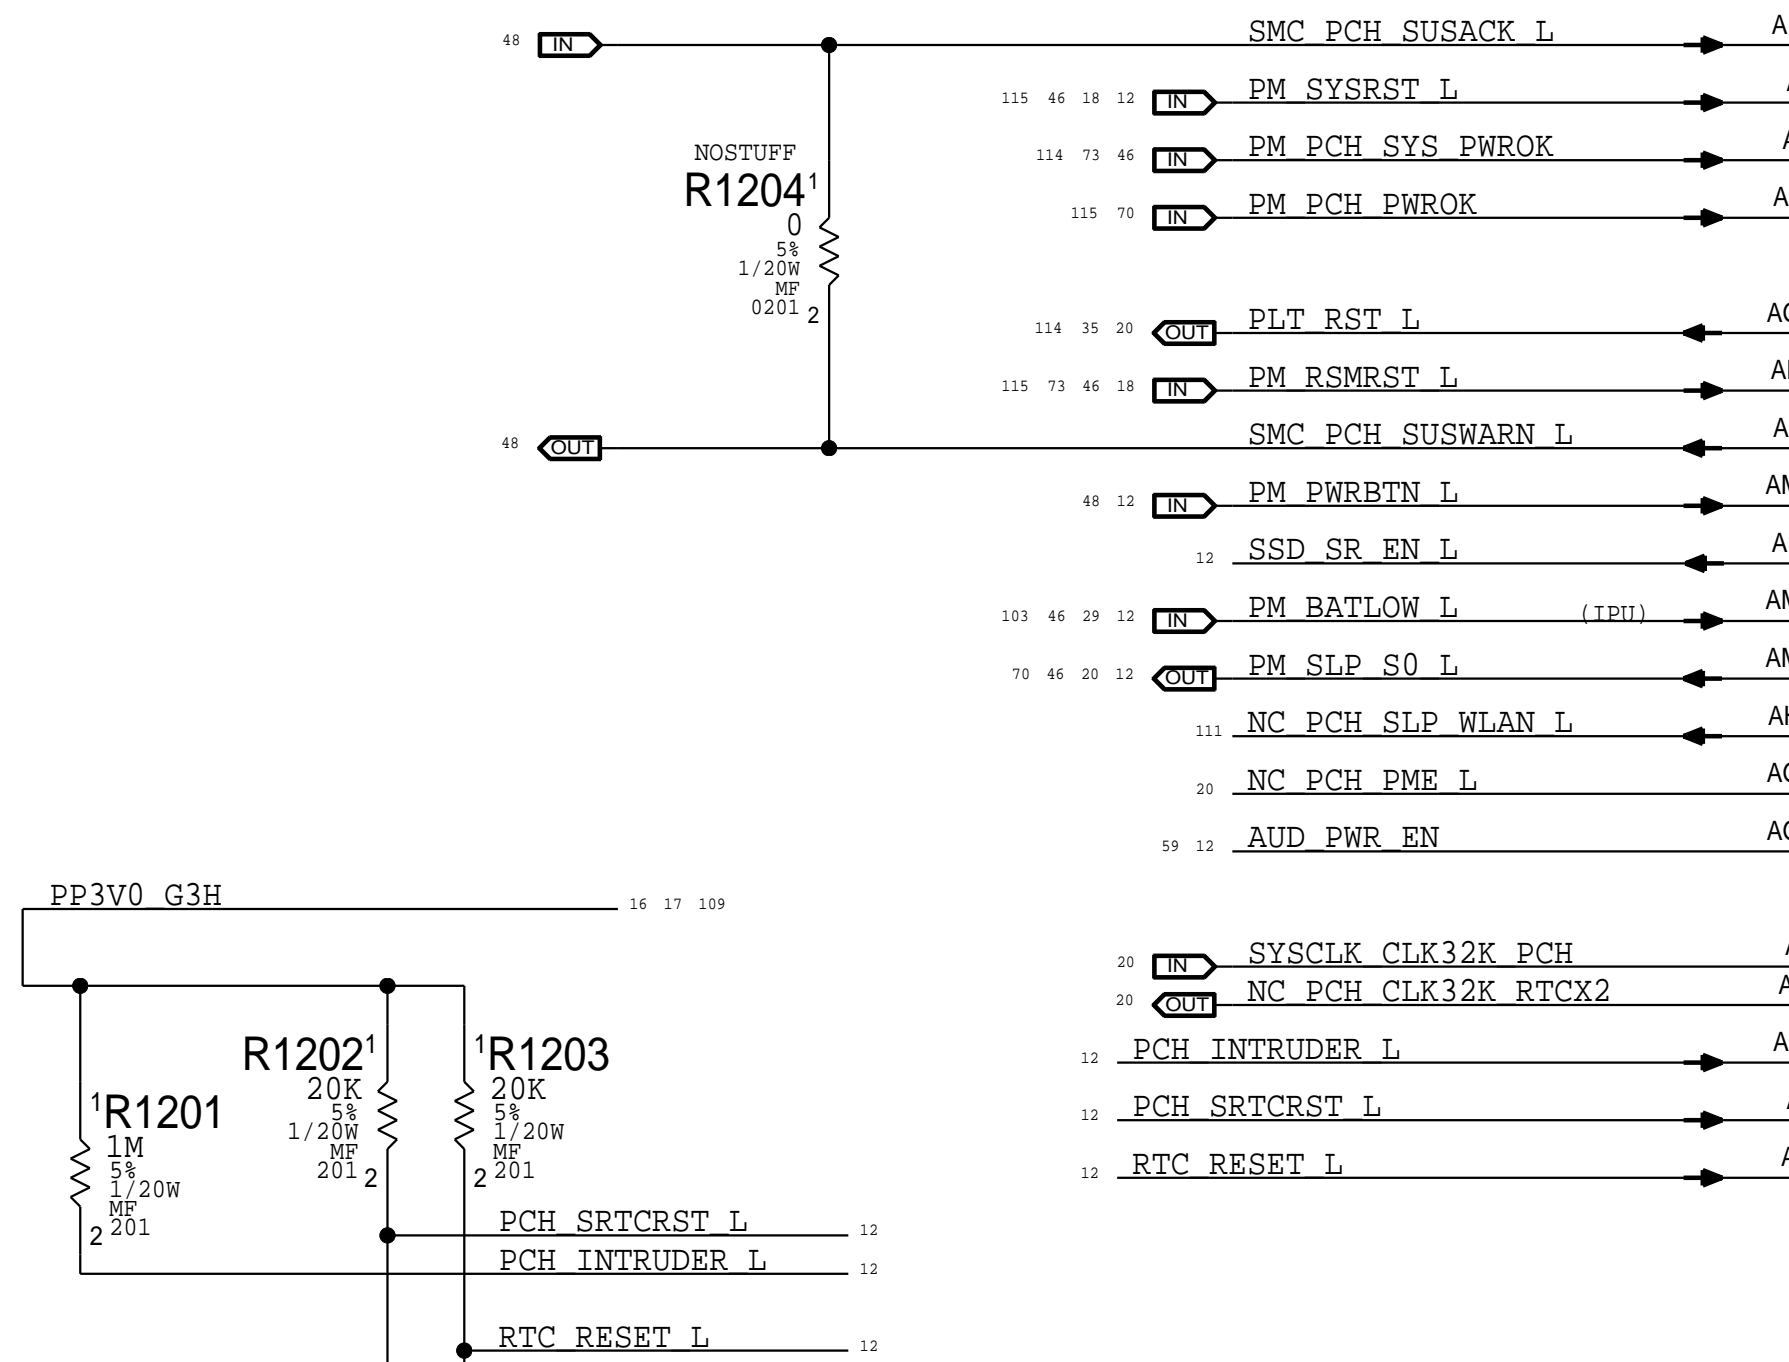 48 IN SMC_PCH_SUSACK_L A
115 46 18 12 IN PM_SYSRST_L
114 73 46 IN PM_PCH_SYS_PWROK
115 70 IN PM_PCH_PWROK A
NOSTUFF
R1204 1
0
5%
1/20W
MF
0201 2
114 35 20 OUT PLT_RST_L
115 73 46 18 IN PM_RSMRST_L
48 OUT SMC_PCH_SUSWARN_L A
48 12 IN PM_PWRBTN_L AM
12 SSD_SR_EN_L A
103 46 29 12 IN PM_BATLOW_L (IPU) AM
70 46 20 12 OUT PM_SLP_S0_L AM
111 NC_PCH_SLP_WLAN_L
20 NC_PCH_PME_L
59 12 AUD_PWR_EN
PP3V0_G3H 16 17 109
20 IN SYSCLK_CLK32K_PCH
20 OUT NC_PCH_CLK32K_RTCX2
12 PCH_INTRUDER_L A
12 PCH_SRTCRST_L
12 RTC_RESET_L
R1202 1
20K
5%
1/20W
MF
201 2
1 R1203
20K
5%
1/20W
MF
2 201
1 R1201
1M
5%
1/20W
MF
2 201
PCH_SRTCRST_L 12
PCH_INTRUDER_L 12
RTC_RESET_L 12